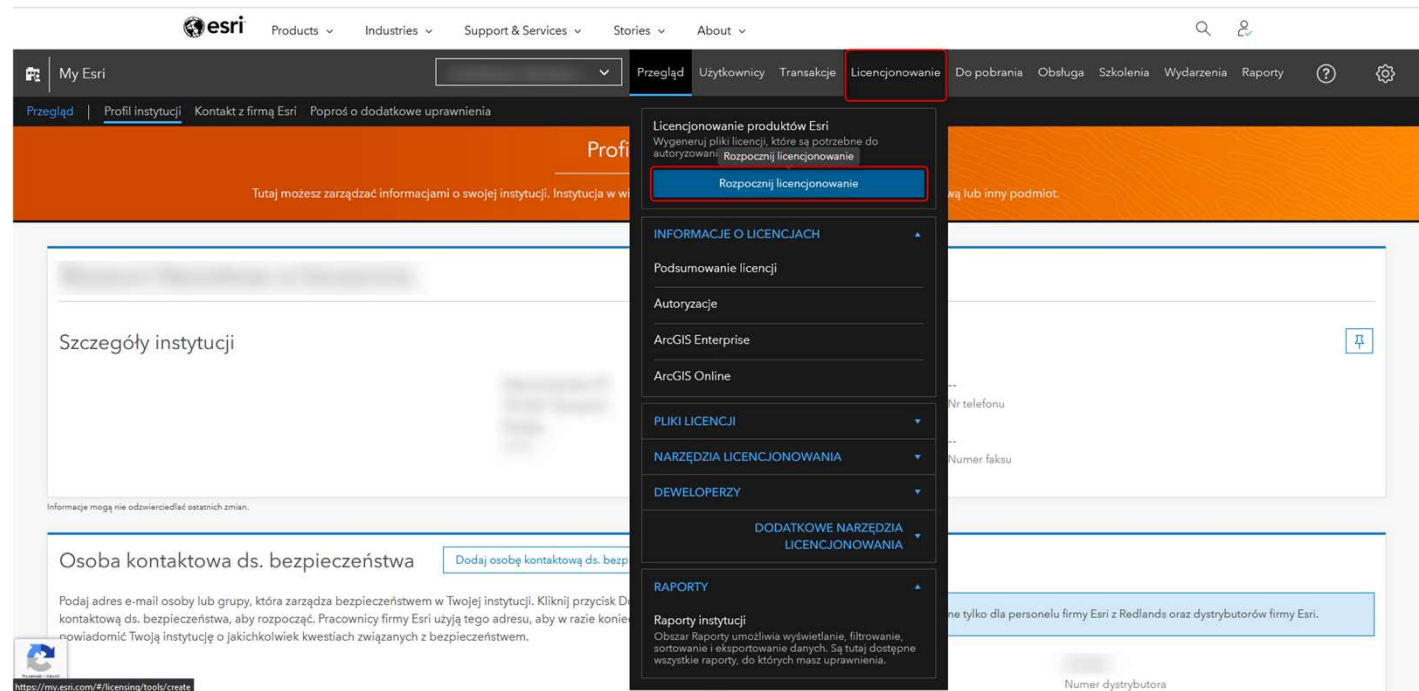 esri
Products
Industries
Support & Services
Stories
About
My Esri
Przegląd
Użytkownicy
Transakcje
Licencjonowanie
Do pobrania
Obsługa
Szkolenia
Wydarzenia
Raporty
Przegląd
Profil instytucji
Kontakt z firmą Esri
Poproś o dodatkowe uprawnienia
Profi
Tutaj możesz zarządzać informacjami o swojej instytucji. Instytucja w wi
wą lub inny podmiot.
Licencjonowanie produktów Esri
Wygeneruj pliki licencji, które są potrzebne do
autoryzowani
Rozpocznij licencjonowanie
Rozpocznij licencjonowanie
INFORMACJE O LICENCJACH
Podsumowanie licencji
Autoryzacje
ArcGIS Enterprise
ArcGIS Online
PLIKI LICENCJI
NARZĘDZIA LICENCJONOWANIA
DEWELOPERZY
DODATKOWE NARZĘDZIA
LICENCJONOWANIA
RAPORTY
Raporty instytucji
Obszar Raporty umożliwia wyświetlanie, filtrowanie,
sortowanie i eksportowanie danych. Są tutaj dostępne
wszystkie raporty, do których masz uprawnienia.
Szczegóły instytucji
--
Nr telefonu
--
Numer faksu
Informacje mogą nie odzwierciedlać ostatnich zmian.
Osoba kontaktowa ds. bezpieczeństwa
Dodaj osobę kontaktową ds. bezp
Podaj adres e-mail osoby lub grupy, która zarządza bezpieczeństwem w Twojej instytucji. Kliknij przycisk Do
kontaktową ds. bezpieczeństwa, aby rozpocząć. Pracownicy firmy Esri użyją tego adresu, aby w razie koniec
powiadomić Twoją instytucję o jakichkolwiek kwestiach związanych z bezpieczeństwem.
ne tylko dla personelu firmy Esri z Redlands oraz dystrybutorów firmy Esri.
Numer dystrybutora
https://my.esri.com/#/licensing/tools/create